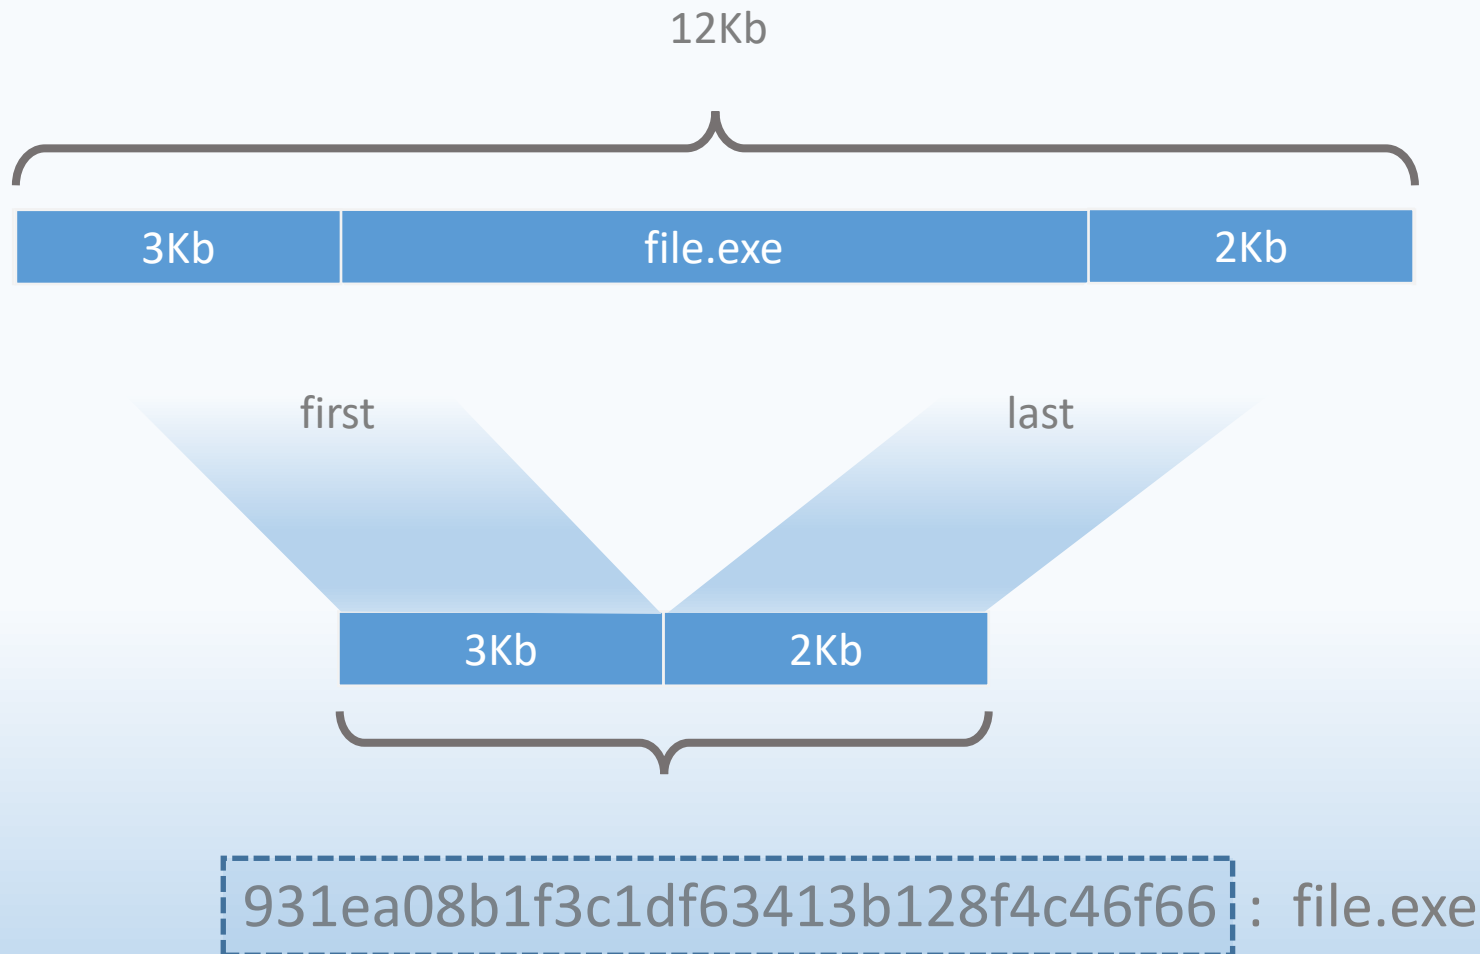 12Kb
3Kb file.exe 2Kb
first last
3Kb 2Kb
931ea08b1f3c1df63413b128f4c46f66 : file.exe